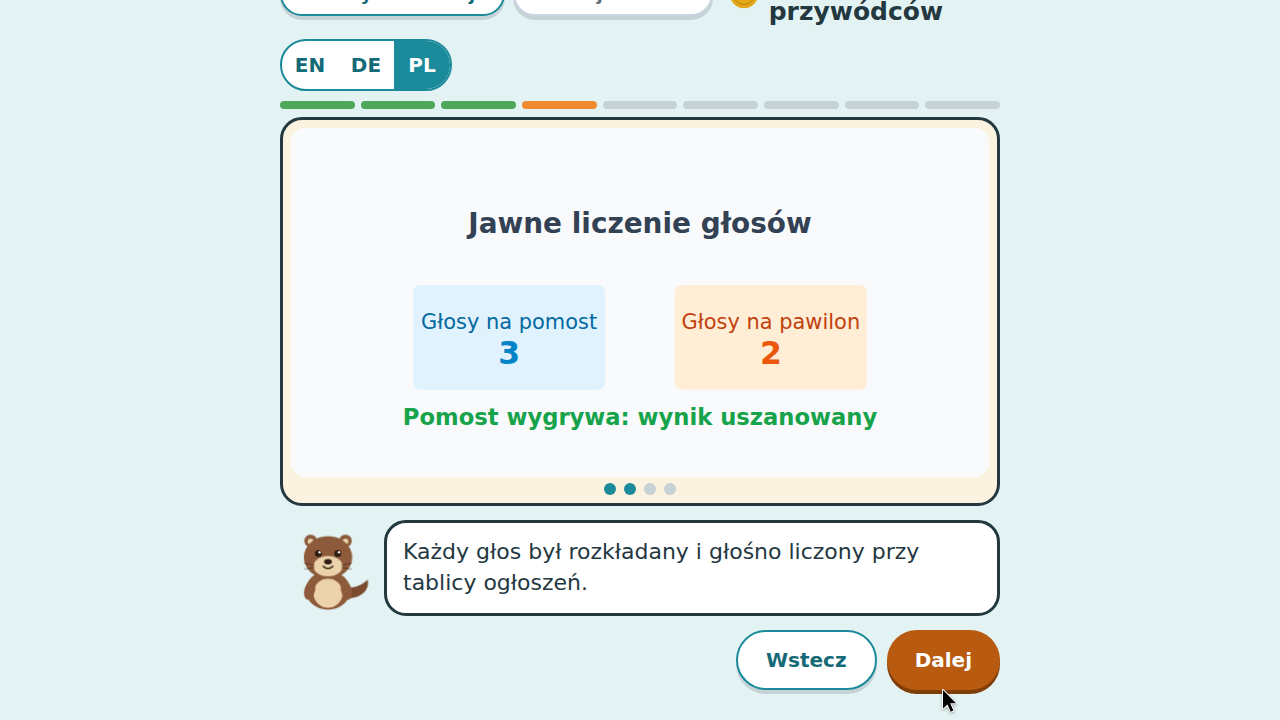 przywódców
EN DE PL
Jawne liczenie głosów
Głosy na pomost
3
Głosy na pawilon
2
Pomost wygrywa: wynik uszanowany
Każdy głos był rozkładany i głośno liczony przy
tablicy ogłoszeń.
Wstecz
Dalej